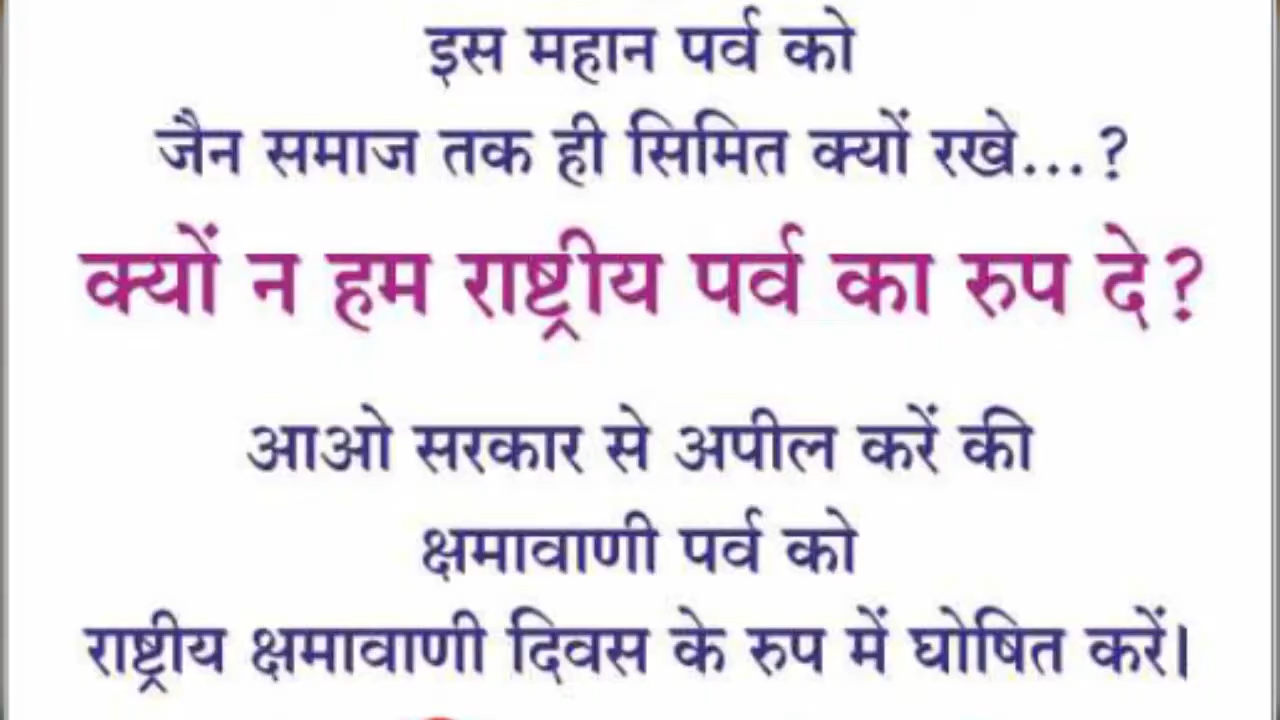 इस महान पर्व को
जैन समाज तक ही सिमित क्यों रखे...?
क्यों न हम राष्ट्रीय पर्व का रुप दे?
आओ सरकार से अपील करें की
क्षमावाणी पर्व को
राष्ट्रीय क्षमावाणी दिवस के रुप में घोषित करें।